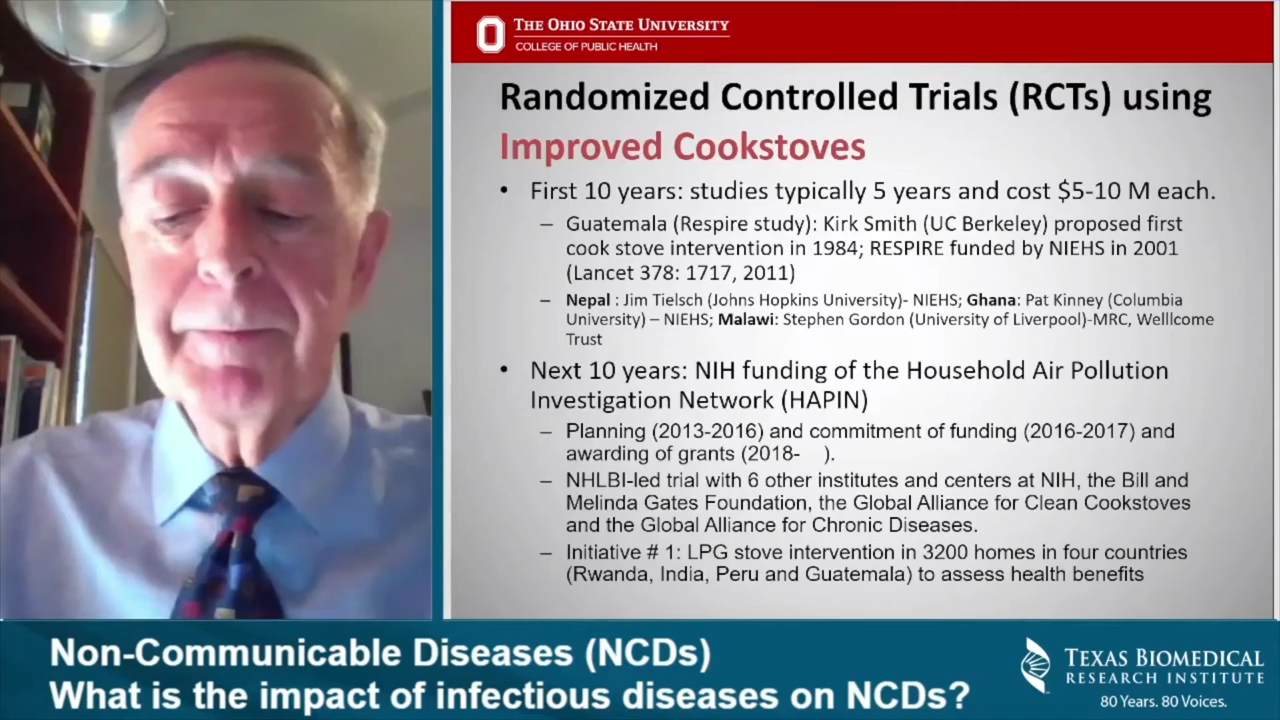 THE OHIO STATE UNIVERSITY
COLLEGE OF PUBLIC HEALTH
Randomized Controlled Trials (RCTs) using
Improved Cookstoves
• First 10 years: studies typically 5 years and cost $5-10 M each.
– Guatemala (Respire study): Kirk Smith (UC Berkeley) proposed first
cook stove intervention in 1984; RESPIRE funded by NIEHS in 2001
(Lancet 378: 1717, 2011)
– Nepal : Jim Tielsch (Johns Hopkins University)- NIEHS; Ghana: Pat Kinney (Columbia
University) – NIEHS; Malawi: Stephen Gordon (University of Liverpool)-MRC, Welllcome
Trust
• Next 10 years: NIH funding of the Household Air Pollution
Investigation Network (HAPIN)
– Planning (2013-2016) and commitment of funding (2016-2017) and
awarding of grants (2018- ).
– NHLBI-led trial with 6 other institutes and centers at NIH, the Bill and
Melinda Gates Foundation, the Global Alliance for Clean Cookstoves
and the Global Alliance for Chronic Diseases.
– Initiative # 1: LPG stove intervention in 3200 homes in four countries
(Rwanda, India, Peru and Guatemala) to assess health benefits
Non-Communicable Diseases (NCDs)
What is the impact of infectious diseases on NCDs?
TEXAS BIOMEDICAL
RESEARCH INSTITUTE
80 Years. 80 Voices.